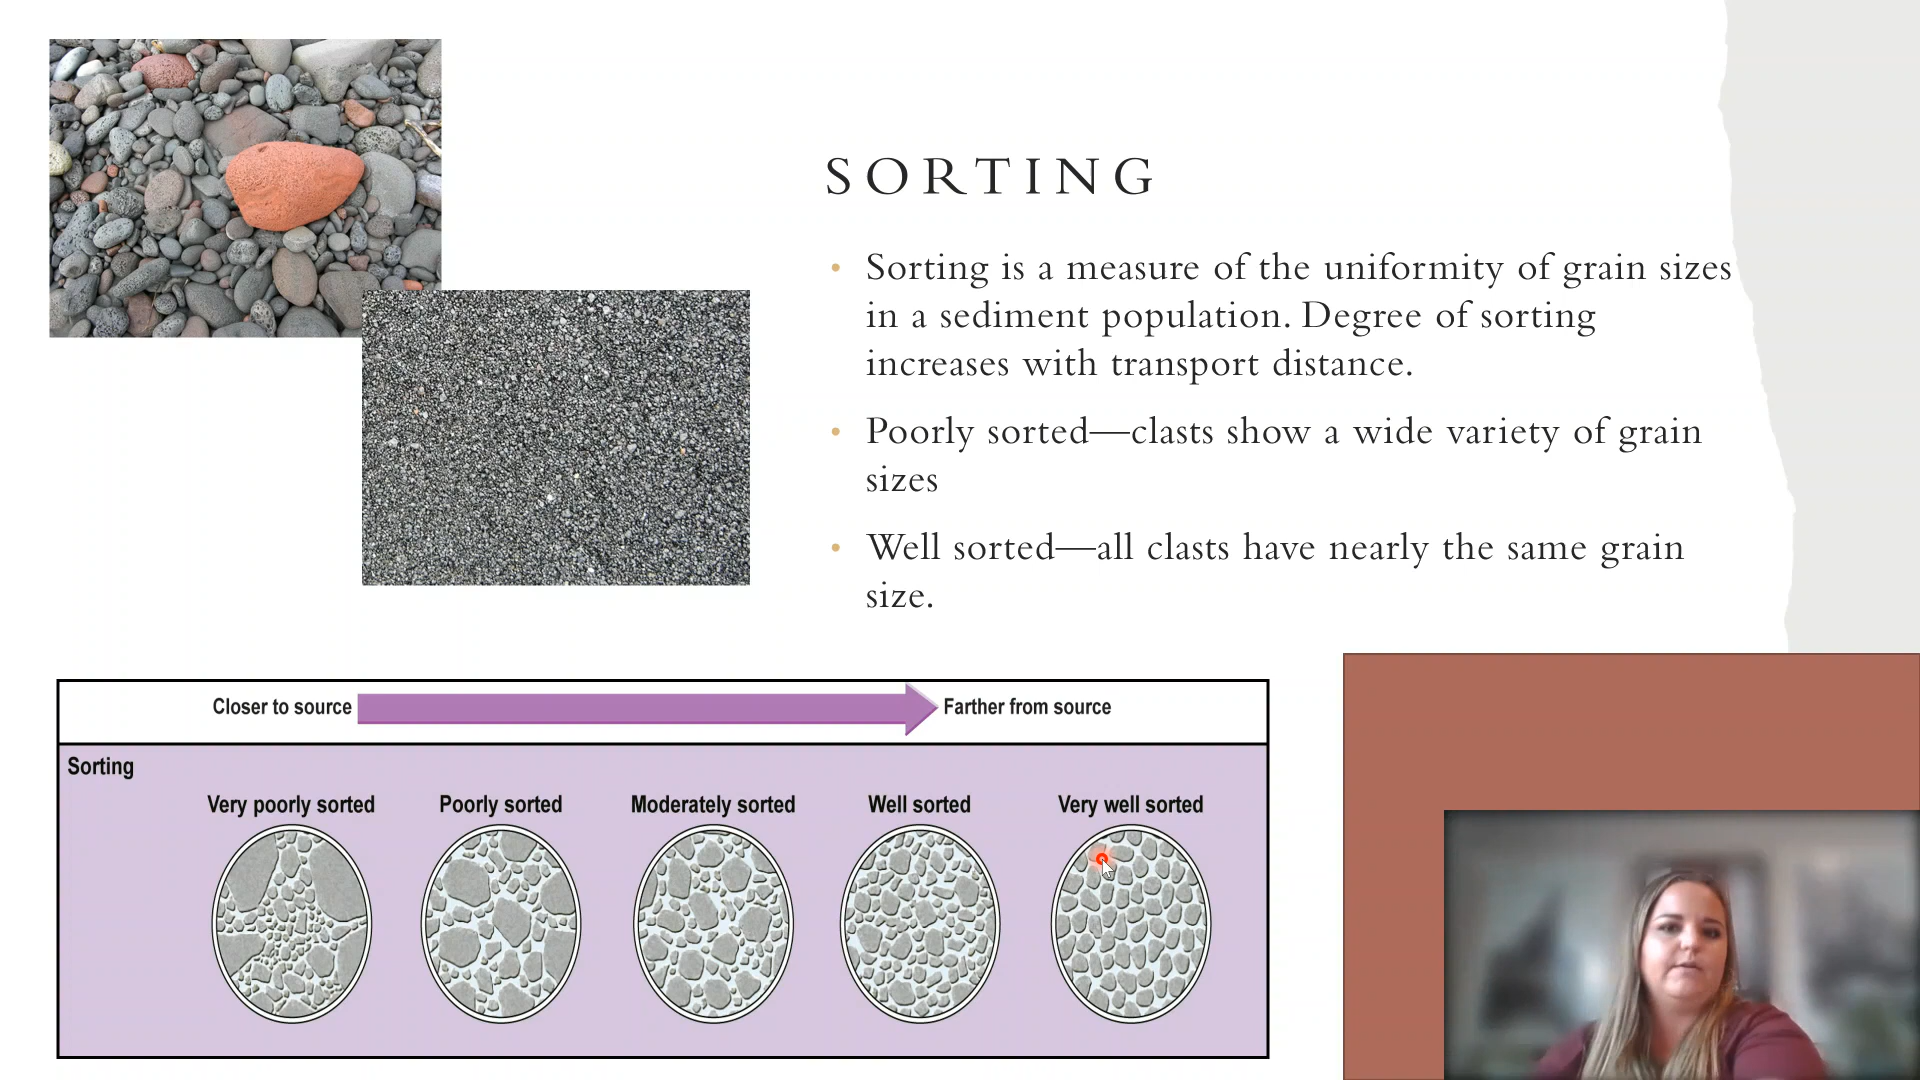 SORTING
• Sorting is a measure of the uniformity of grain sizes
in a sediment population. Degree of sorting
increases with transport distance.
• Poorly sorted—clasts show a wide variety of grain
sizes
• Well sorted—all clasts have nearly the same grain
size.
Closer to source Farther from source
Sorting
Very poorly sorted Poorly sorted Moderately sorted Well sorted Very well sorted